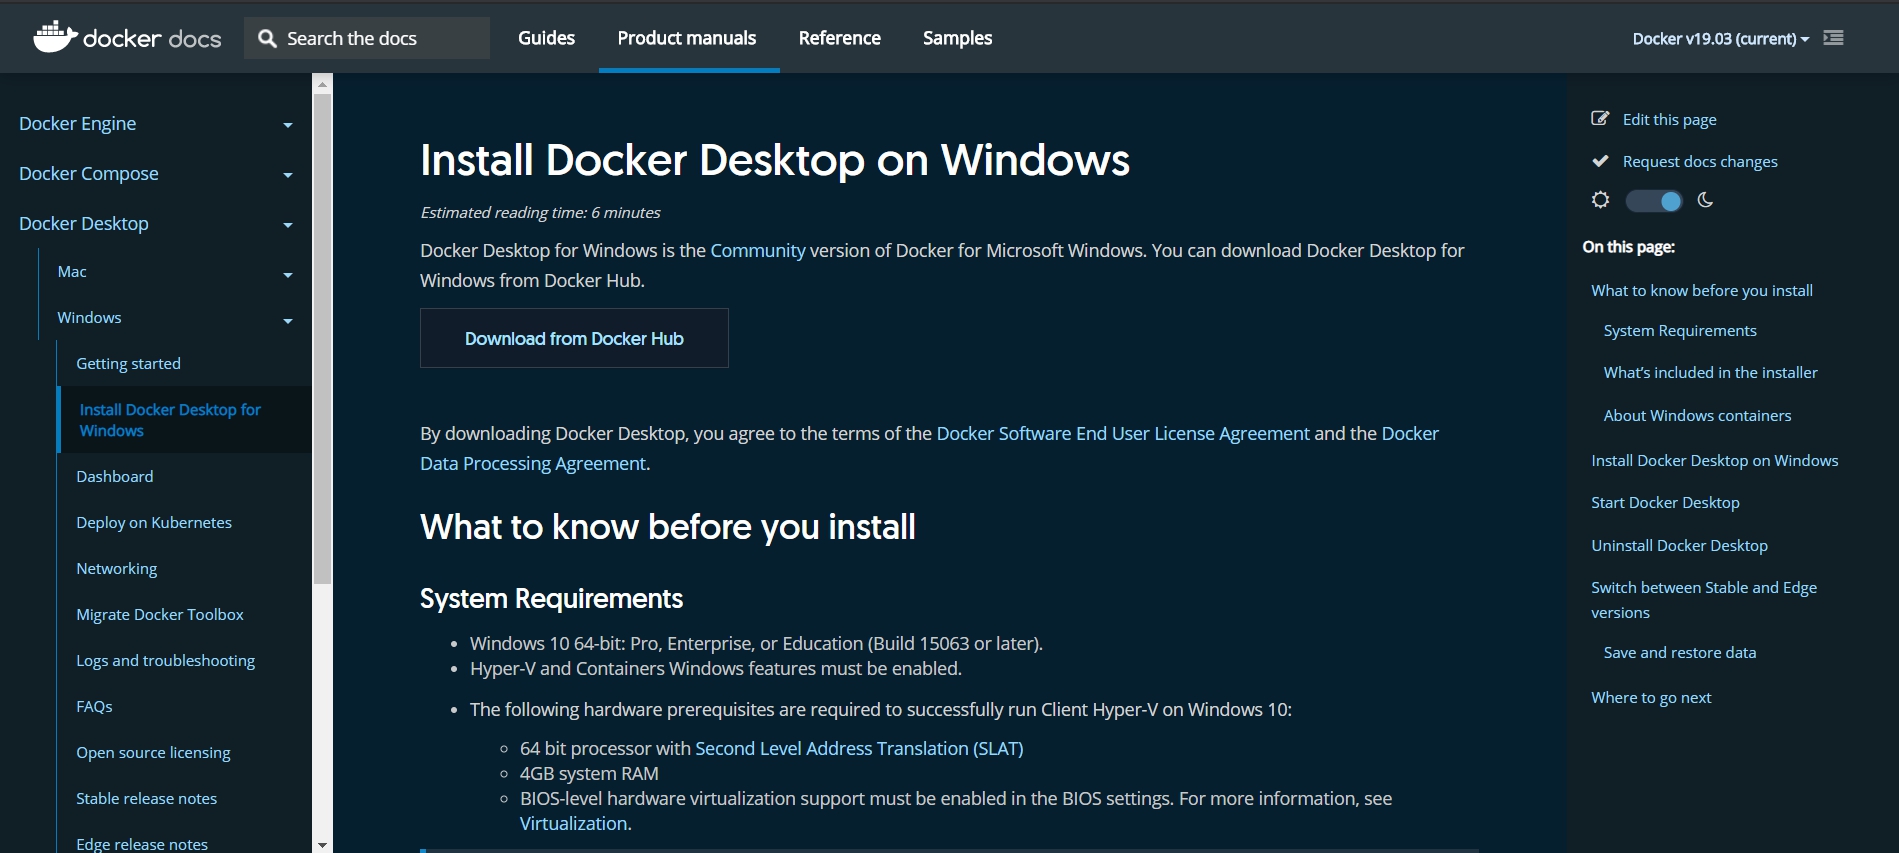 docker docs
Search the docs
Guides
Product manuals
Reference
Samples
Docker v19.03 (current)
Docker Engine
Docker Compose
Docker Desktop
Mac
Windows
Getting started
Install Docker Desktop for
Windows
Dashboard
Deploy on Kubernetes
Networking
Migrate Docker Toolbox
Logs and troubleshooting
FAQs
Open source licensing
Stable release notes
Edge release notes
Install Docker Desktop on Windows
Estimated reading time: 6 minutes
Docker Desktop for Windows is the Community version of Docker for Microsoft Windows. You can download Docker Desktop for
Windows from Docker Hub.
Download from Docker Hub
By downloading Docker Desktop, you agree to the terms of the Docker Software End User License Agreement and the Docker
Data Processing Agreement.
What to know before you install
System Requirements
• Windows 10 64-bit: Pro, Enterprise, or Education (Build 15063 or later).
• Hyper-V and Containers Windows features must be enabled.
• The following hardware prerequisites are required to successfully run Client Hyper-V on Windows 10:
◦ 64 bit processor with Second Level Address Translation (SLAT)
◦ 4GB system RAM
◦ BIOS-level hardware virtualization support must be enabled in the BIOS settings. For more information, see
Virtualization.
Edit this page
Request docs changes
On this page:
What to know before you install
System Requirements
What's included in the installer
About Windows containers
Install Docker Desktop on Windows
Start Docker Desktop
Uninstall Docker Desktop
Switch between Stable and Edge
versions
Save and restore data
Where to go next